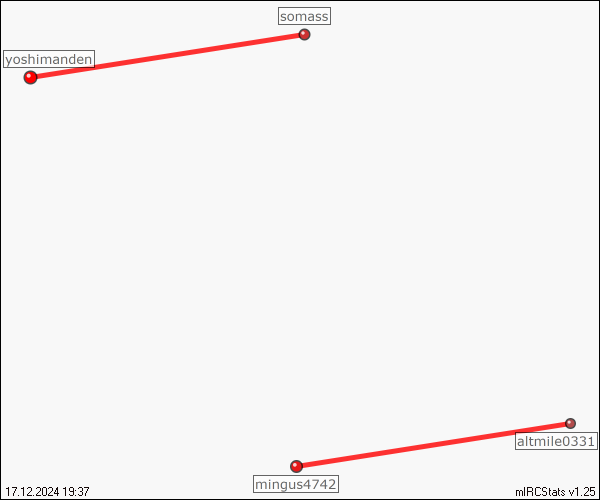 somass
yoshimanden
altmile0331
mingus4742
17.12.2024 19:37
mIRCStats v1.25